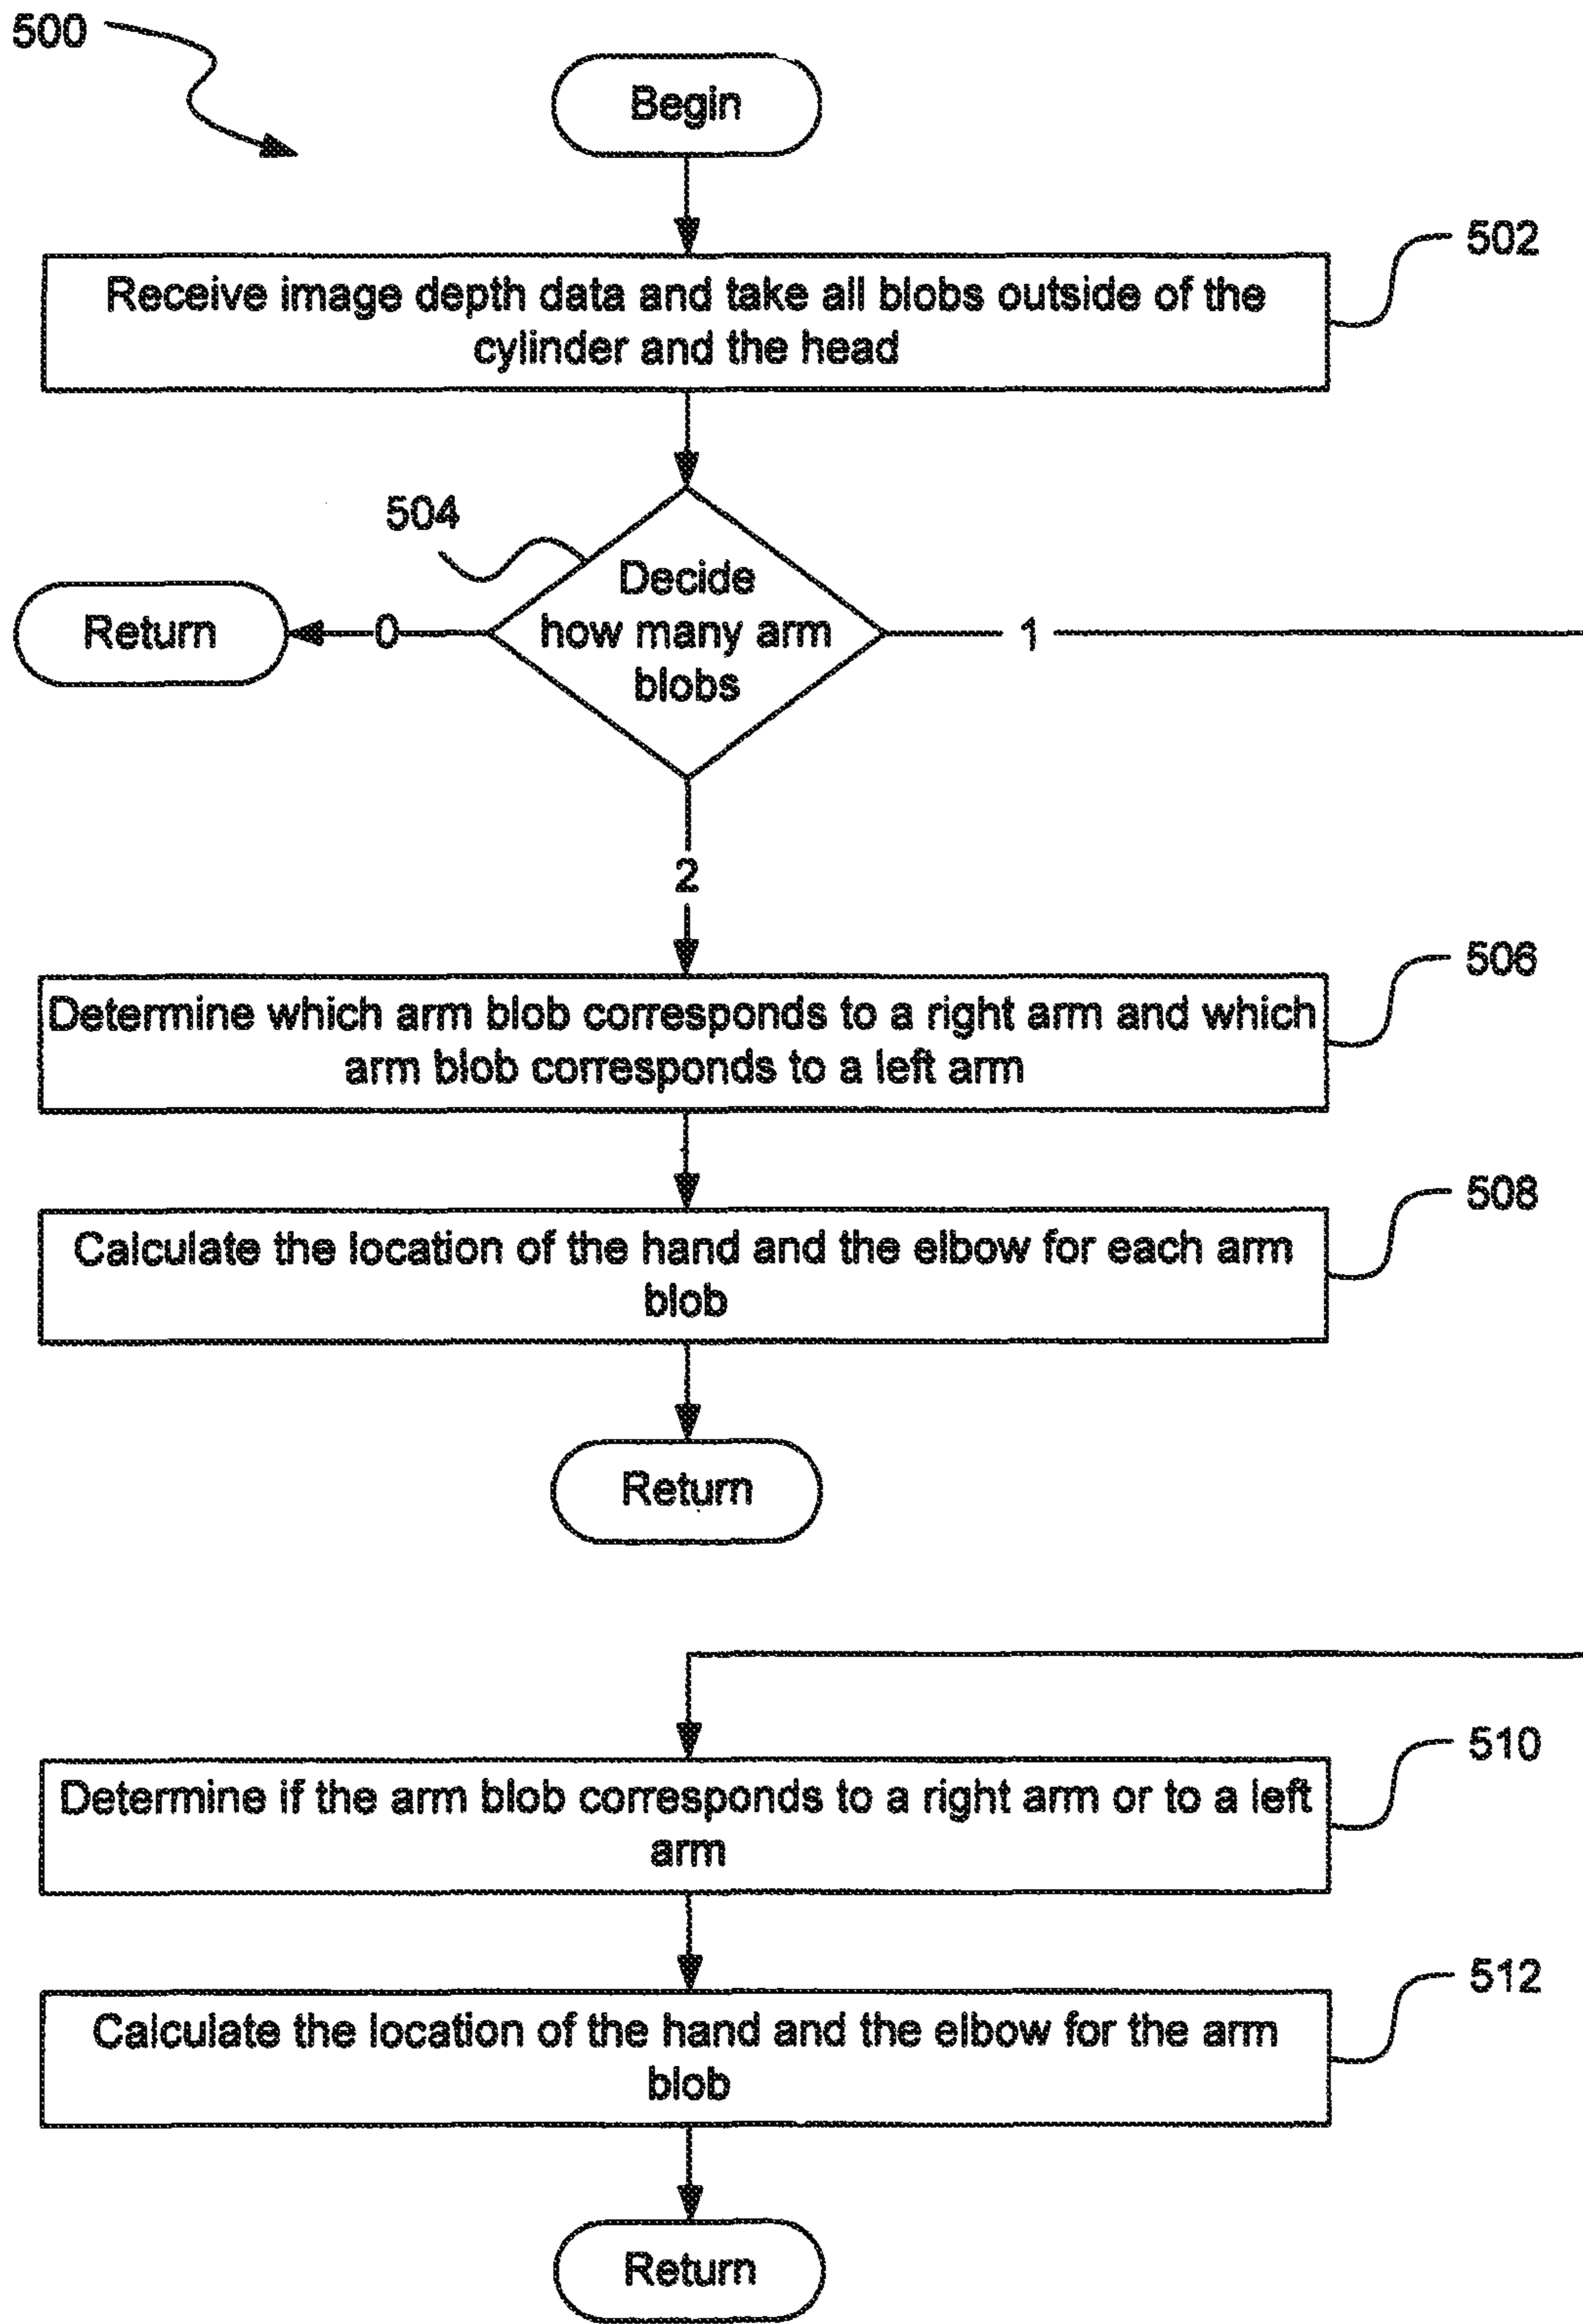 500
Begin
502
Receive image depth data and take all blobs outside of the
cylinder and the head
504
Decide
how many arm
blobs
Return
0
1
2
506
Determine which arm blob corresponds to a right arm and which
arm blob corresponds to a left arm
508
Calculate the location of the hand and the elbow for each arm
blob
Return
510
Determine if the arm blob corresponds to a right arm or to a left
arm
512
Calculate the location of the hand and the elbow for the arm
blob
Return